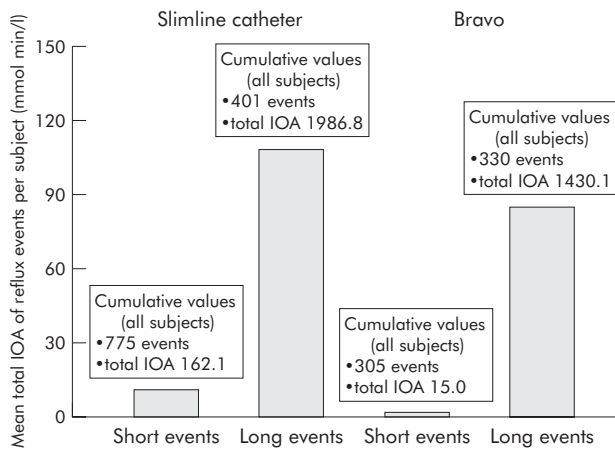 Slimline catheter
Bravo
Mean total IOA of reflux events per subject (mmol min/l)
150
120
90
60
30
0
Cumulative values
(all subjects)
•775 events
•total IOA 162.1
Cumulative values
(all subjects)
•401 events
•total IOA 1986.8
Cumulative values
(all subjects)
•305 events
•total IOA 15.0
Cumulative values
(all subjects)
•330 events
•total IOA 1430.1
Short events
Long events
Short events
Long events